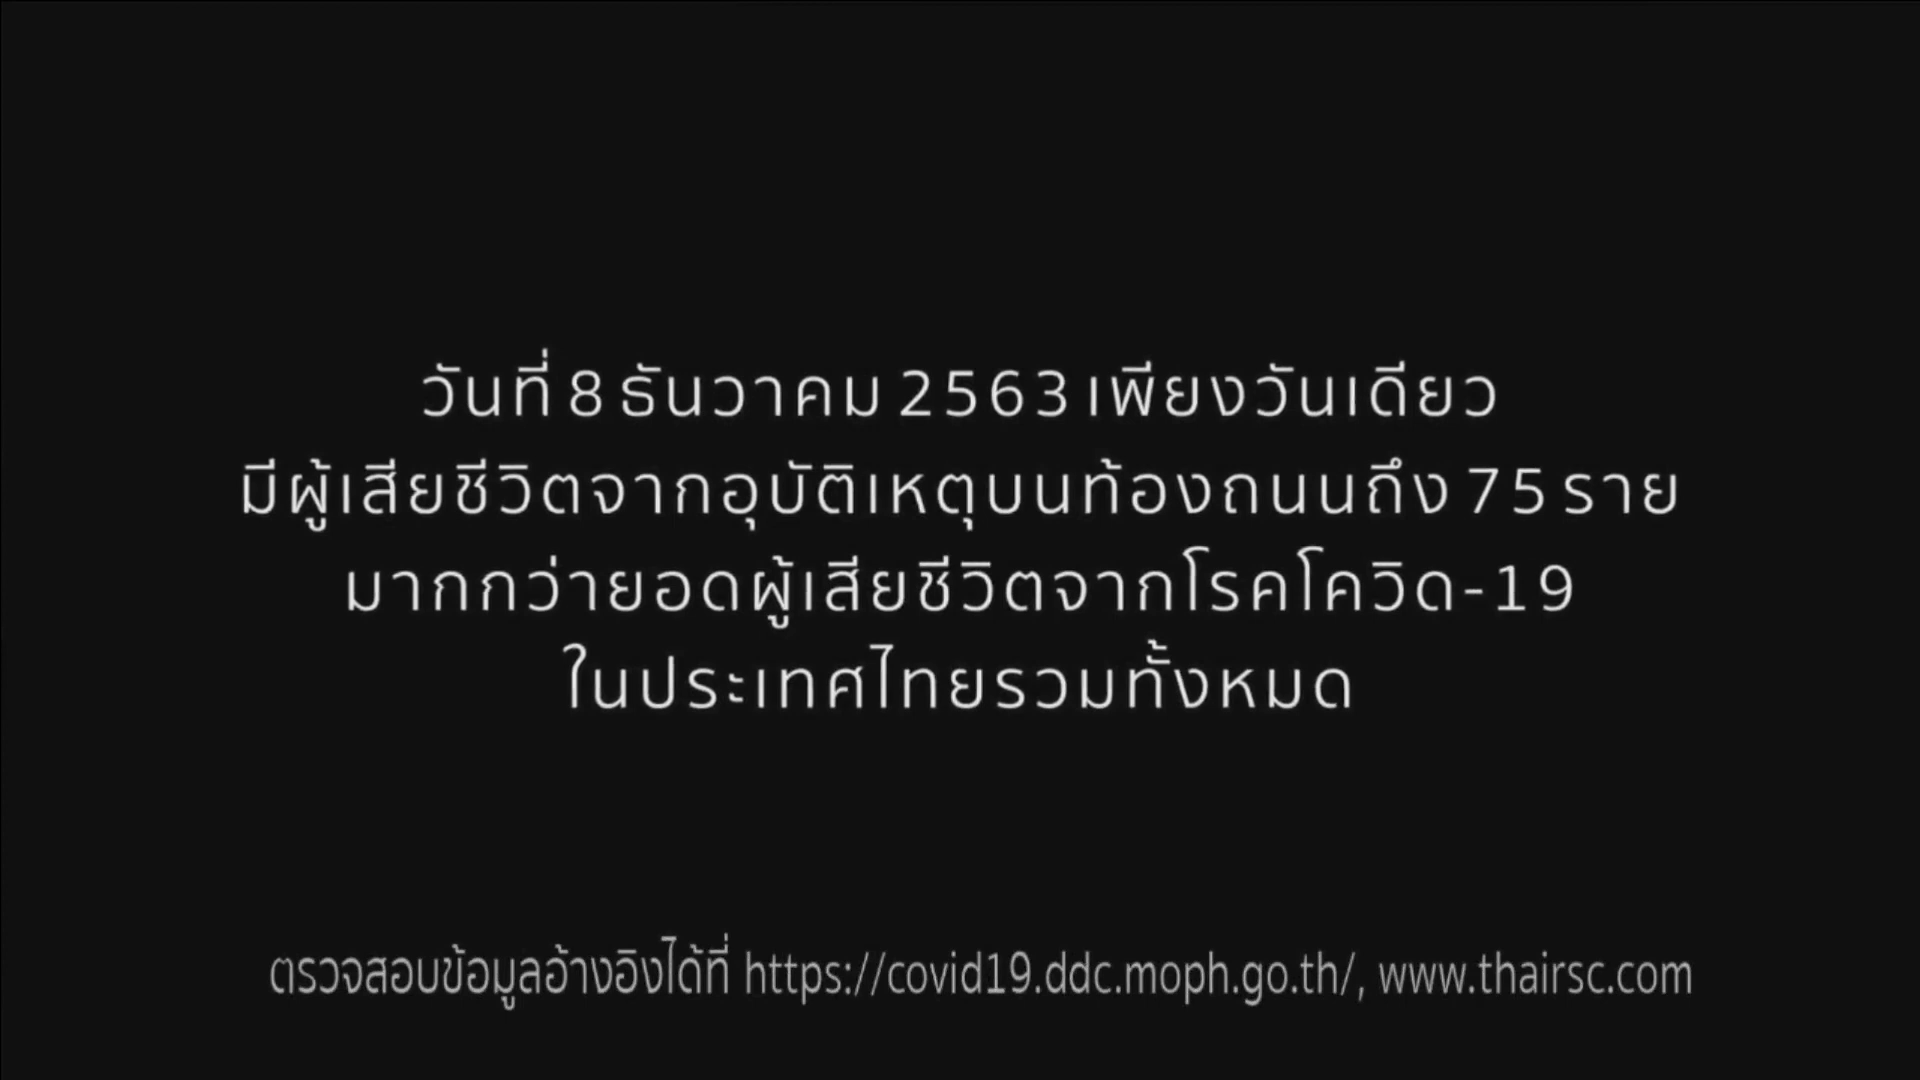 วันที่ 8 ธันวาคม 2563 เพียงวันเดียว
มีผู้เสียชีวิตจากอุบัติเหตุบนท้องถนนถึง 75 ราย
มากกว่ายอดผู้เสียชีวิตจากโรคโควิด-19
ในประเทศไทยรวมทั้งหมด
ตรวจสอบข้อมูลอ้างอิงได้ที่ https://covid19.ddc.moph.go.th/, www.thairsc.com